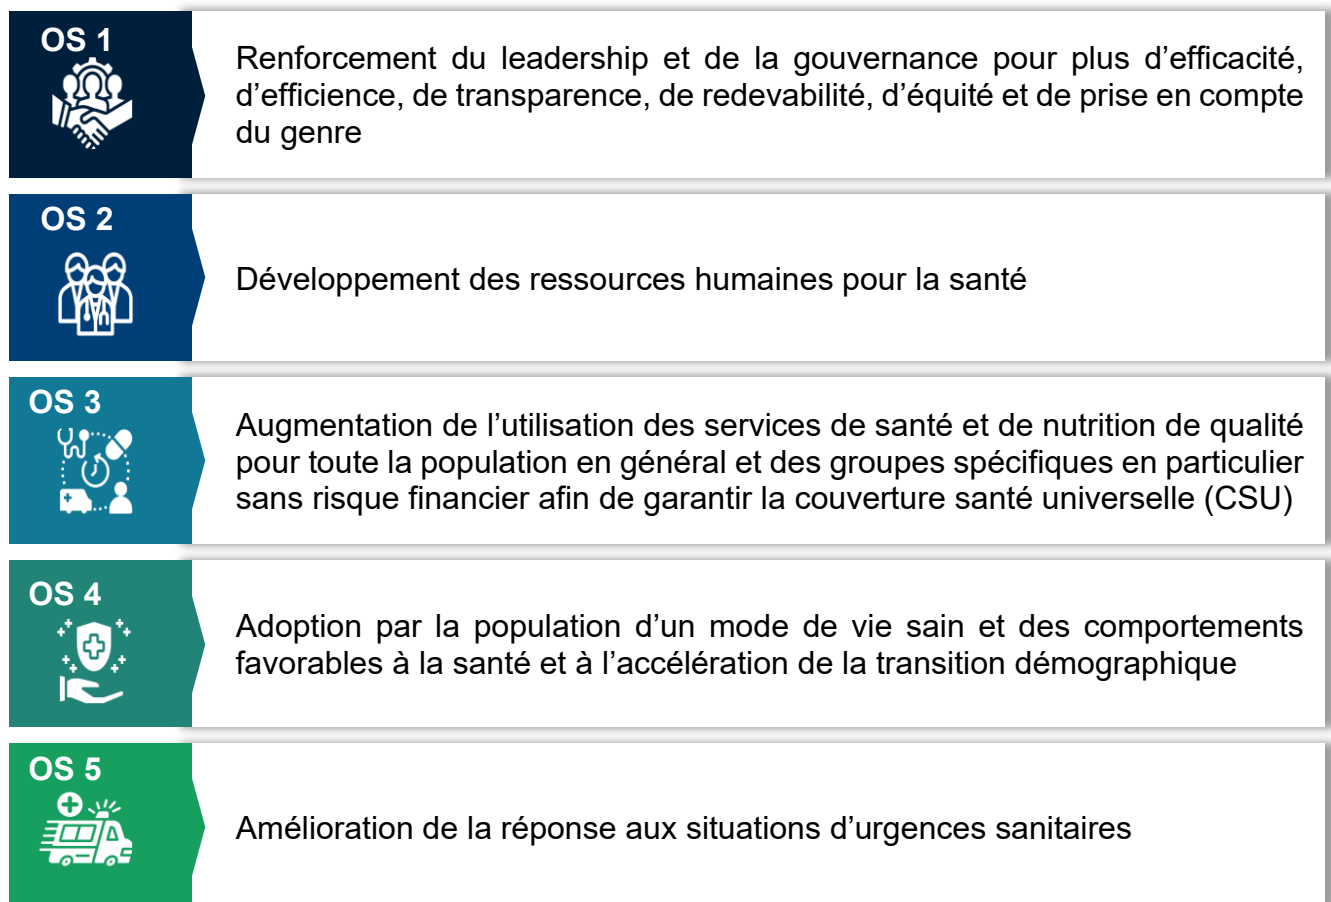 OS 1
Renforcement du leadership et de la gouvernance pour plus d’efficacité,
d’efficience, de transparence, de redevabilité, d’équité et de prise en compte
du genre
OS 2
Développement des ressources humaines pour la santé
OS 3
Augmentation de l’utilisation des services de santé et de nutrition de qualité
pour toute la population en général et des groupes spécifiques en particulier
sans risque financier afin de garantir la couverture santé universelle (CSU)
OS 4
Adoption par la population d’un mode de vie sain et des comportements
favorables à la santé et à l’accélération de la transition démographique
OS 5
Amélioration de la réponse aux situations d’urgences sanitaires